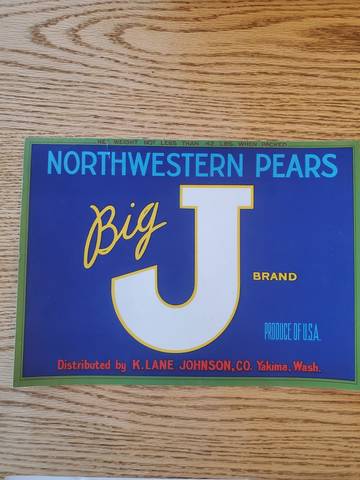 NET WEIGHT NOT LESS THAN 42 LBS. WHEN PACKED
NORTHWESTERN PEARS
Big
J
BRAND
PRODUCE OF U.S.A.
Distributed by K. LANE JOHNSON, CO. Yakima, Wash.